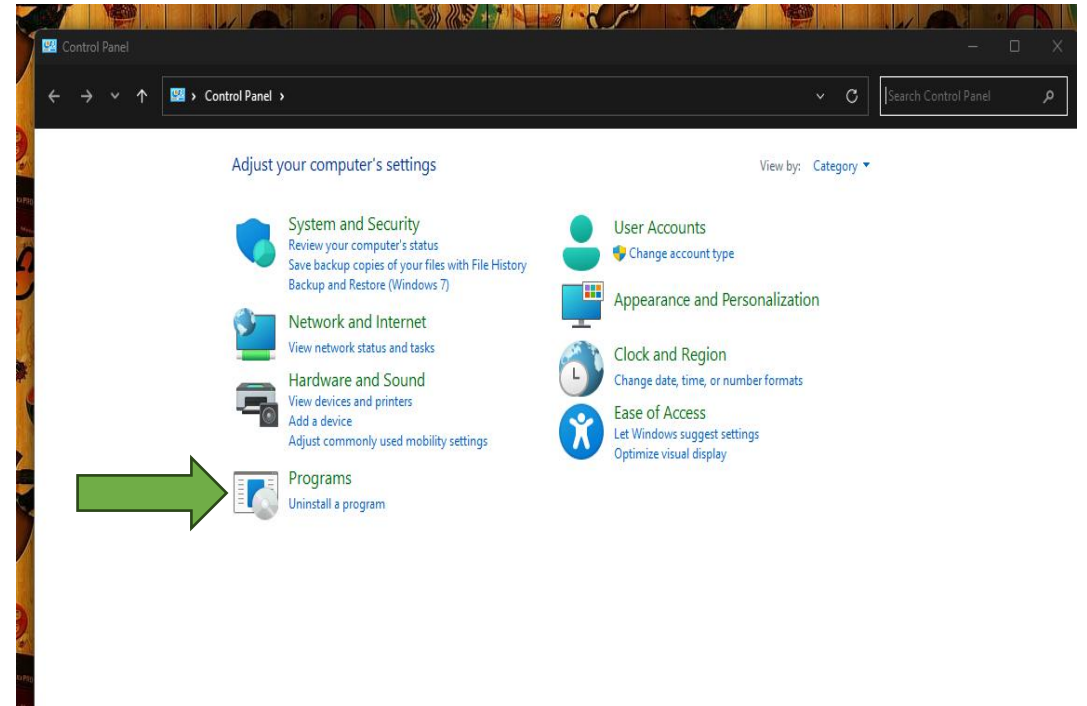 Control Panel
Control Panel
Search Control Panel
Adjust your computer's settings
View by: Category
System and Security
Review your computer's status
Save backup copies of your files with File History
Backup and Restore (Windows 7)
Network and Internet
View network status and tasks
Hardware and Sound
View devices and printers
Add a device
Adjust commonly used mobility settings
Programs
Uninstall a program
User Accounts
Change account type
Appearance and Personalization
Clock and Region
Change date, time, or number formats
Ease of Access
Let Windows suggest settings
Optimize visual display